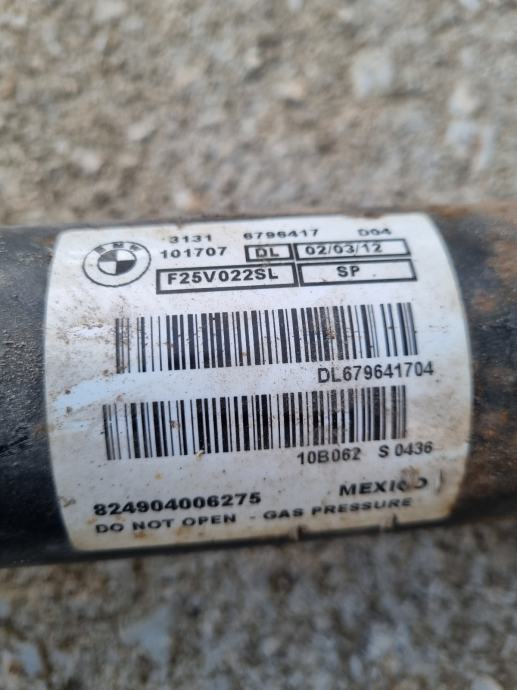 3131 6796417 D04
BMW 101707 DL 02/03/12
F25V022SL SP
DL679641704
10B062 S 0436
824904006275 MEXICO
DO NOT OPEN - GAS PRESSURE